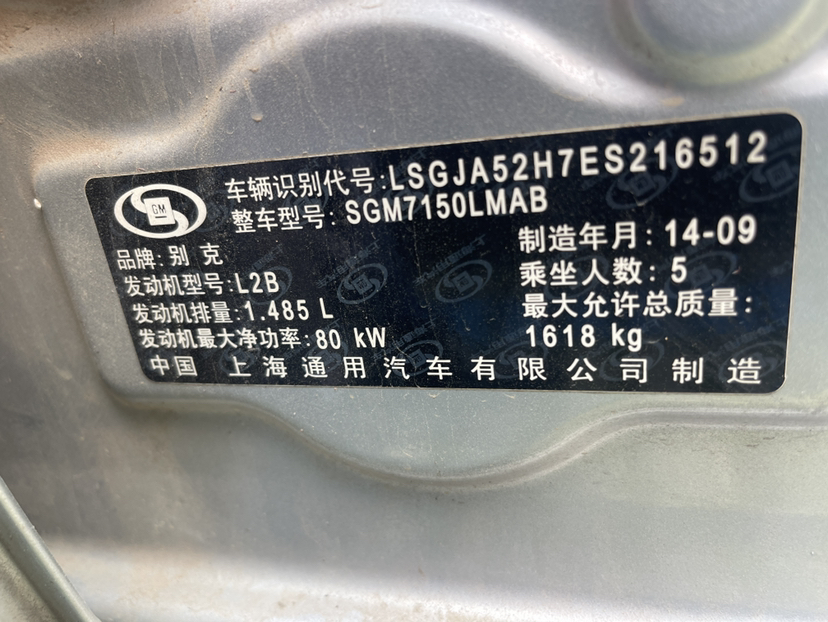 GM
车辆识别代号:LSGJA52H7ES216512
整车型号: SGM7150LMAB
品牌: 别 克
制造年月: 14-09
发动机型号: L2B
乘坐人数: 5
发动机排量: 1.485 L
最大允许总质量:
发动机最大净功率: 80 kW
1618 kg
中国 上海通用汽车有限公司制造